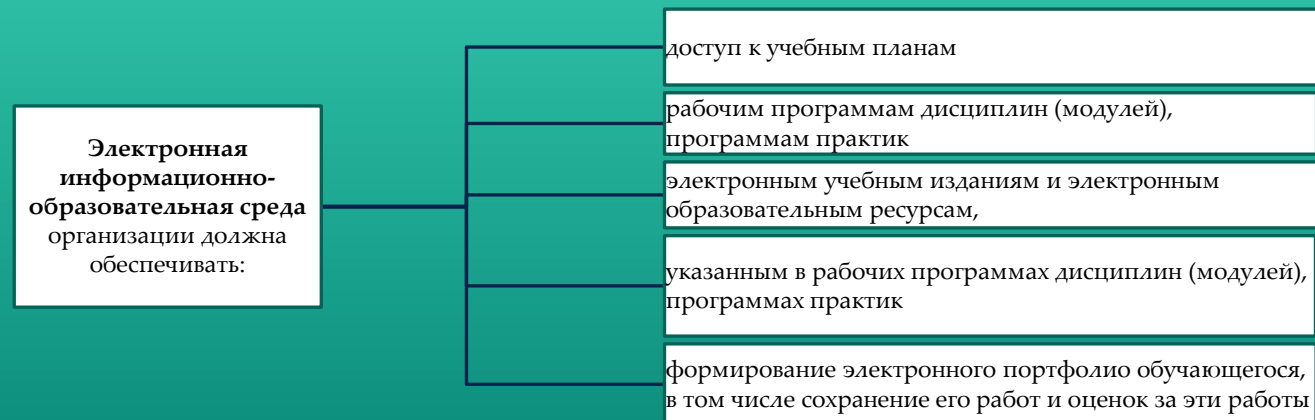 Электронная
информационно-
образовательная среда
организации должна
обеспечивать:
доступ к учебным планам
рабочим программам дисциплин (модулей),
программам практик
электронным учебным изданиям и электронным
образовательным ресурсам,
указанным в рабочих программах дисциплин (модулей),
программах практик
формирование электронного портфолио обучающегося,
в том числе сохранение его работ и оценок за эти работы